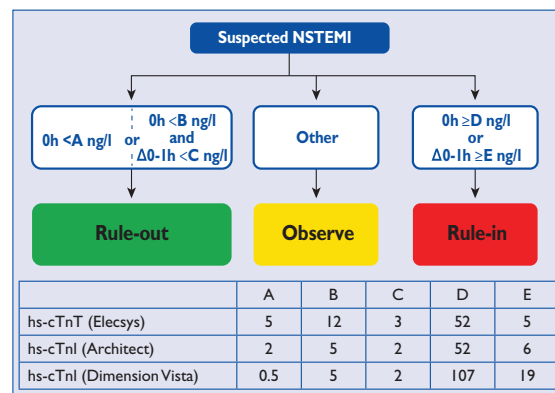 Suspected NSTEMI
0h <A ng/l
or
0h <B ng/l
and
Δ0-1h <C ng/l
Other
0h ≥D ng/l
or
Δ0-1h ≥E ng/l
Rule-out
Observe
Rule-in
A B C D E
hs-cTnT (Elecsys) 5 12 3 52 5
hs-cTnl (Architect) 2 5 2 52 6
hs-cTnl (Dimension Vista) 0.5 5 2 107 19